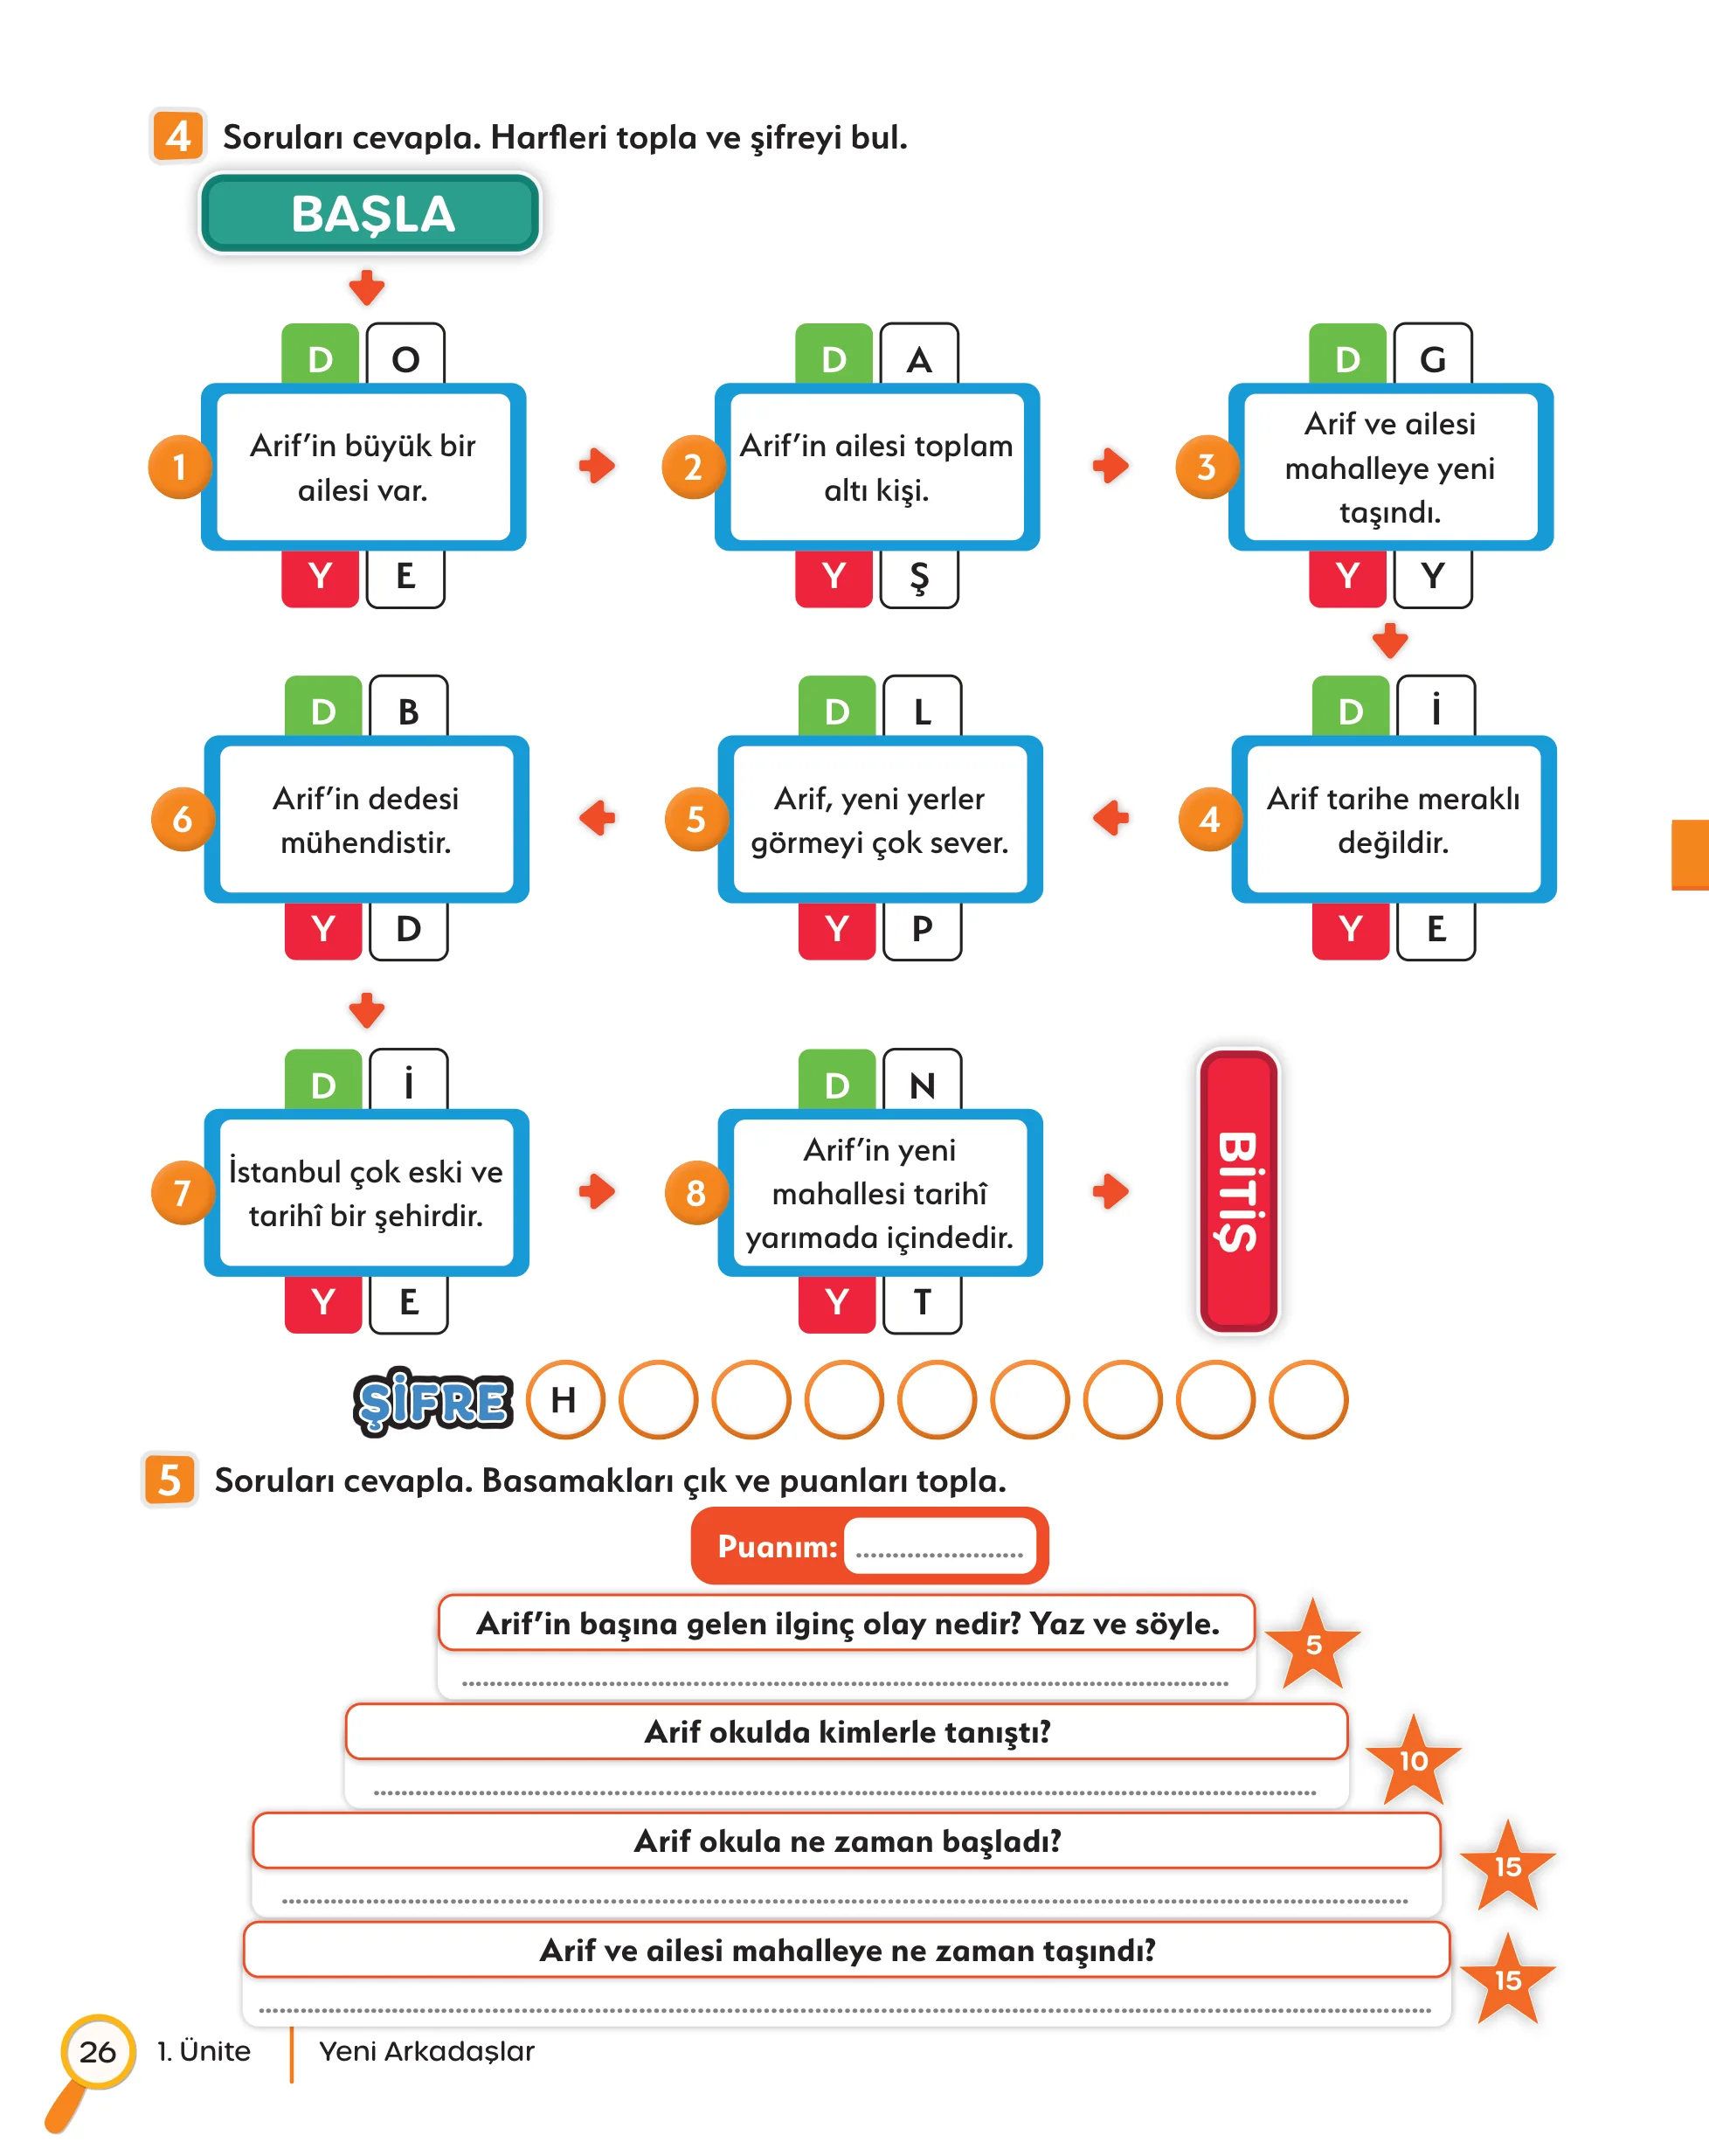 4 Soruları cevapla. Harfleri topla ve şifreyi bul.
BAŞLA
D O
D A
D G
1 Arif’in büyük bir
ailesi var.
2 Arif’in ailesi toplam
altı kişi.
3 Arif ve ailesi
mahalleye yeni
taşındı.
Y E
Y Ş
Y Y
D B
D L
D İ
6 Arif’in dedesi
mühendistir.
5 Arif, yeni yerler
görmeyi çok sever.
4 Arif tarihe meraklı
değildir.
Y D
Y P
Y E
D İ
D N
7 İstanbul çok eski ve
tarihî bir şehirdir.
8 Arif’in yeni
mahallesi tarihî
yarımada içindedir.
BİTİŞ
Y E
Y T
ŞİFRE H
5 Soruları cevapla. Basamakları çık ve puanları topla.
Puanım: ......................
Arif’in başına gelen ilginç olay nedir? Yaz ve söyle.
5
Arif okulda kimlerle tanıştı?
10
Arif okula ne zaman başladı?
15
Arif ve ailesi mahalleye ne zaman taşındı?
15
26 1. Ünite Yeni Arkadaşlar